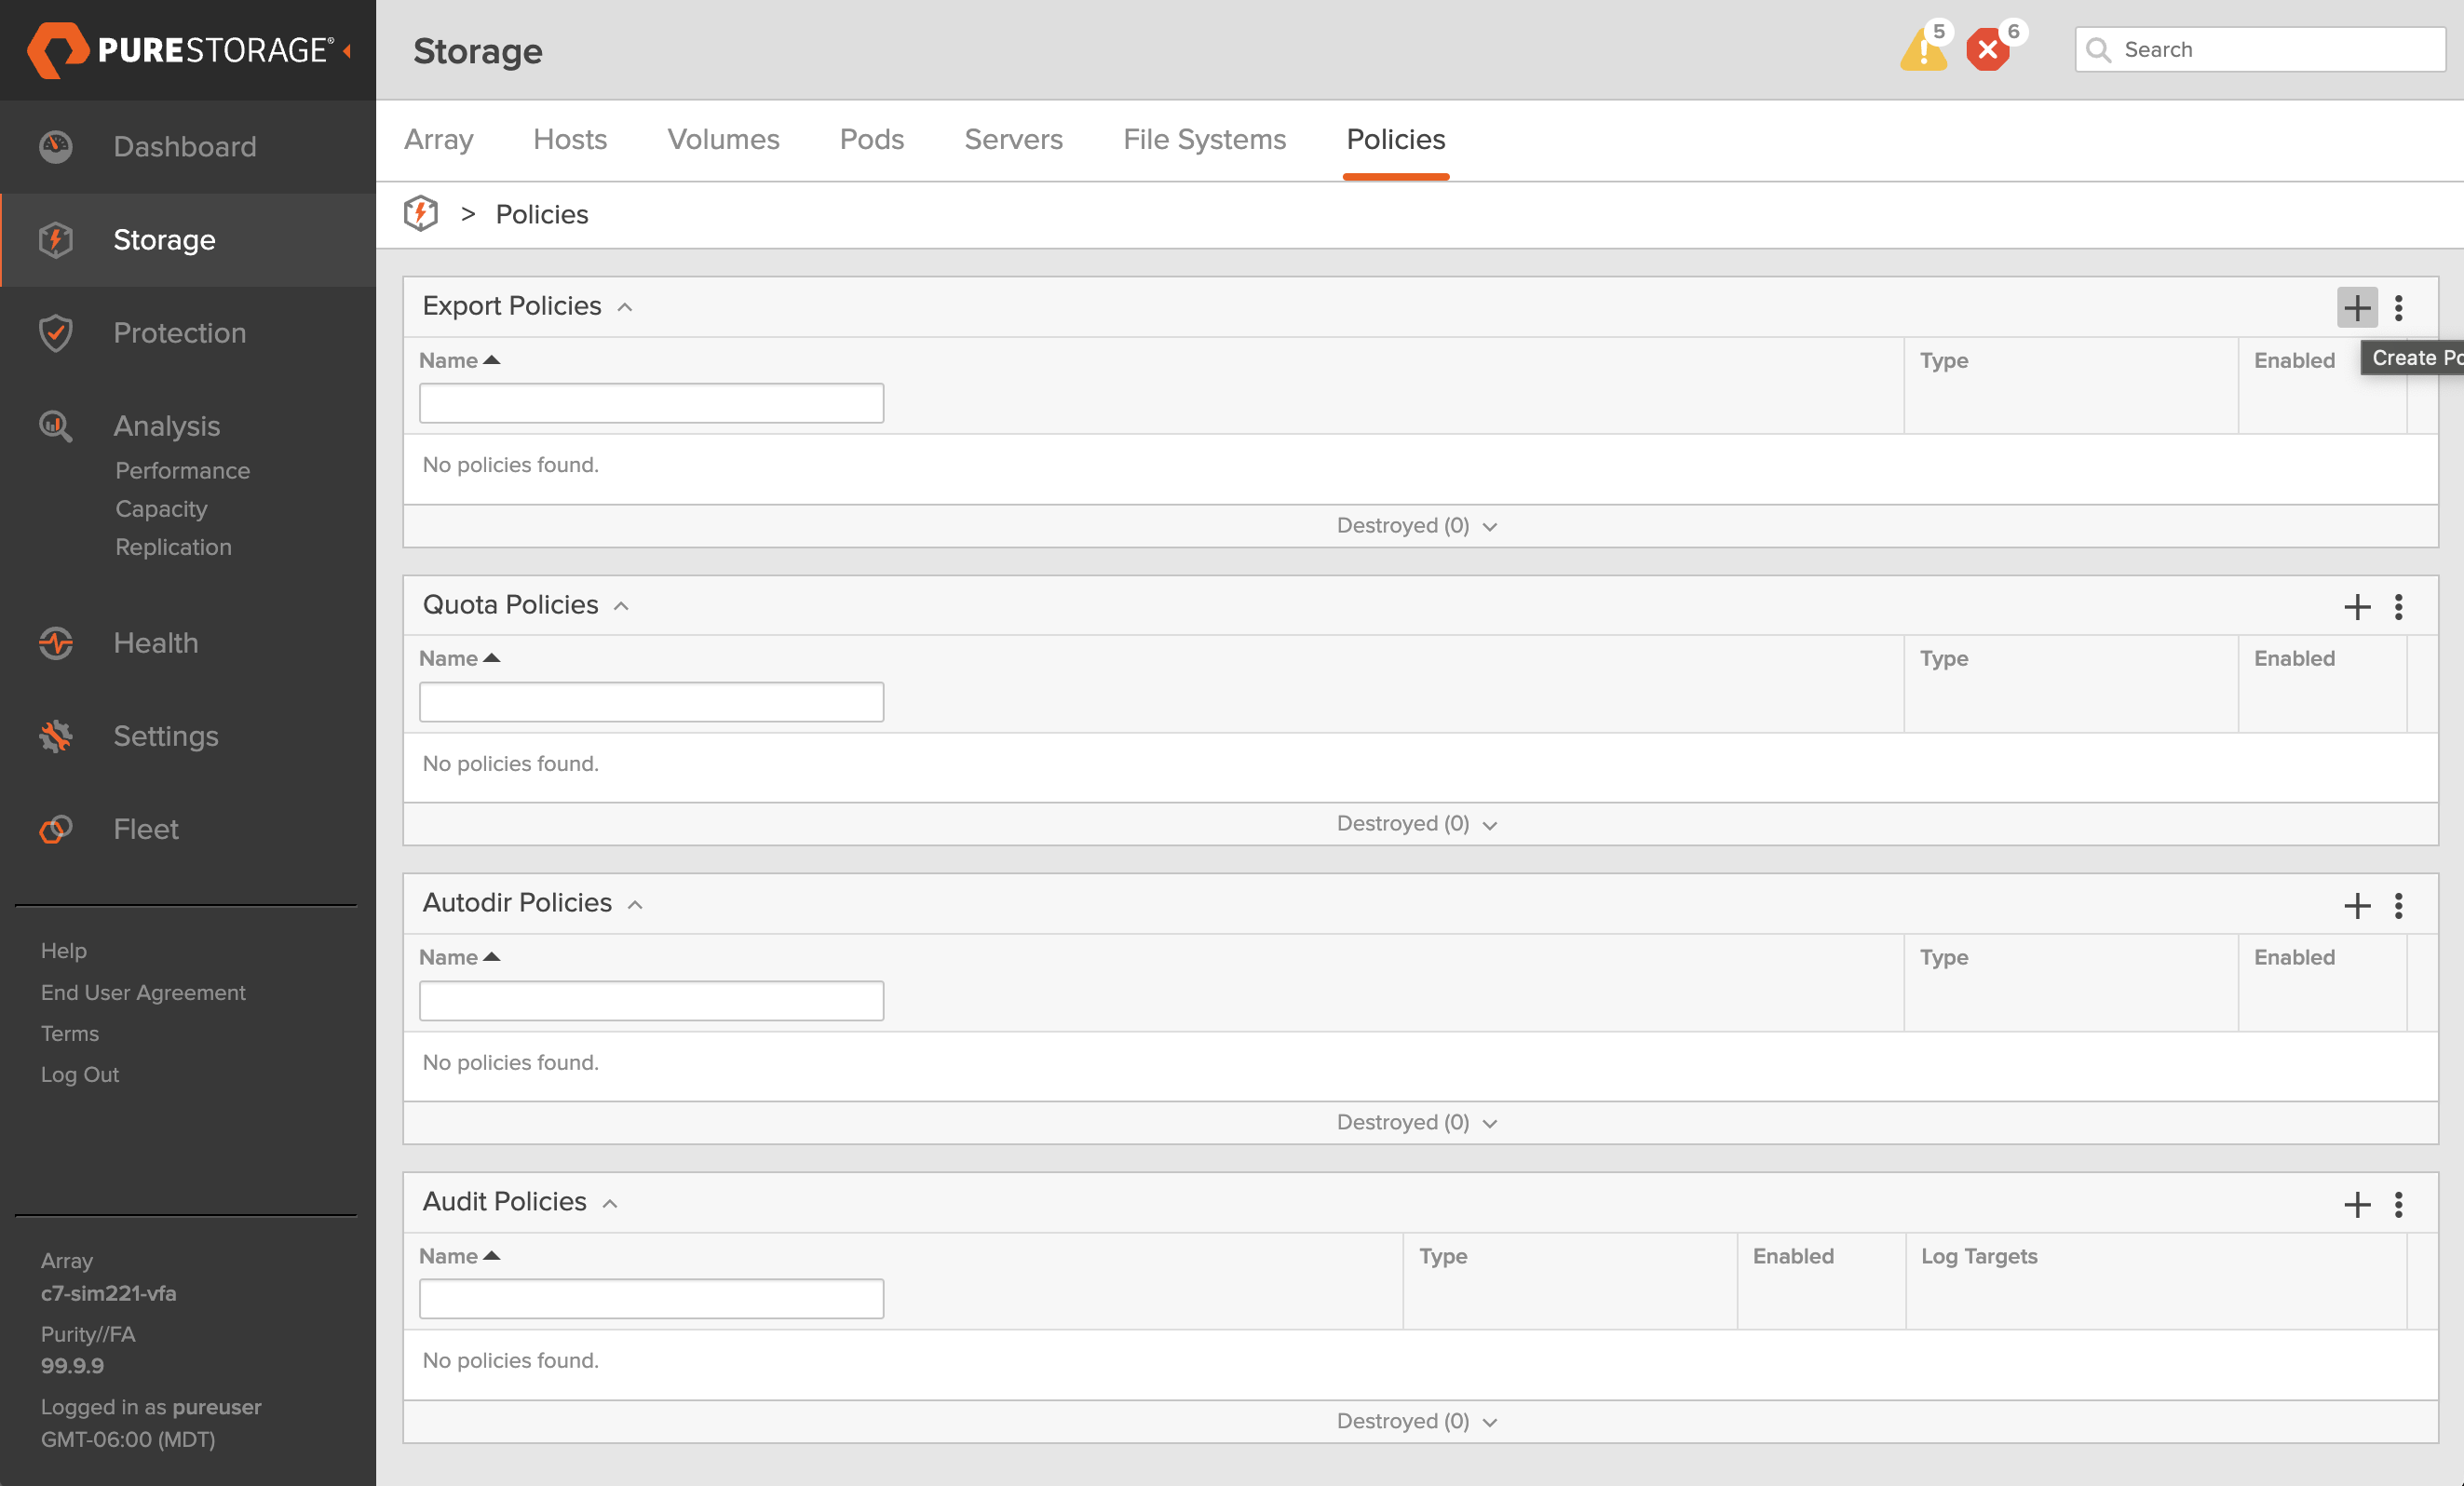 PURESTORAGE®
Storage
5
6
Search
Dashboard
Storage
Protection
Analysis
Performance
Capacity
Replication
Health
Settings
Fleet
Help
End User Agreement
Terms
Log Out
Array
c7-sim221-vfa
Purity//FA
99.9.9
Logged in as pureuser
GMT-06:00 (MDT)
Array Hosts Volumes Pods Servers File Systems Policies
> Policies
Export Policies
Name Type Enabled
Create Po
No policies found.
Destroyed (0)
Quota Policies
Name Type Enabled
No policies found.
Destroyed (0)
Autodir Policies
Name Type Enabled
No policies found.
Destroyed (0)
Audit Policies
Name Type Enabled Log Targets
No policies found.
Destroyed (0)